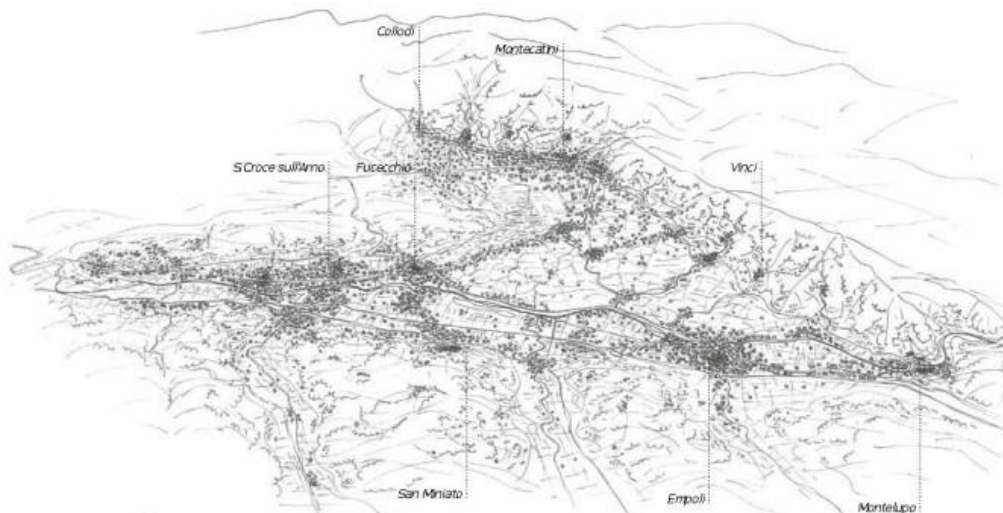 Collodi
Montecatini
S.Croce sull'Arno
Fucecchio
Vinci
San Miniato
Empoli
Montelupo